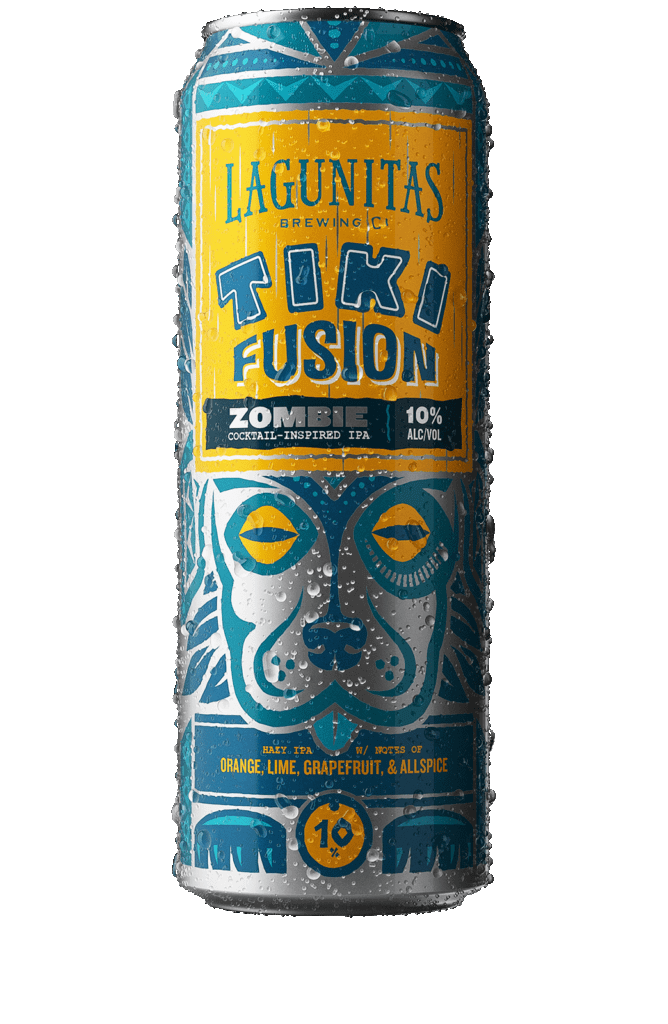 LAGUNITAS
BREWING CO
TIKI
FUSION
ZOMBIE
COCKTAIL-INSPIRED IPA
10%
ALC/VOL
HAZY IPA W/ NOTES OF
ORANGE, LIME, GRAPEFRUIT, & ALLSPICE
10
%